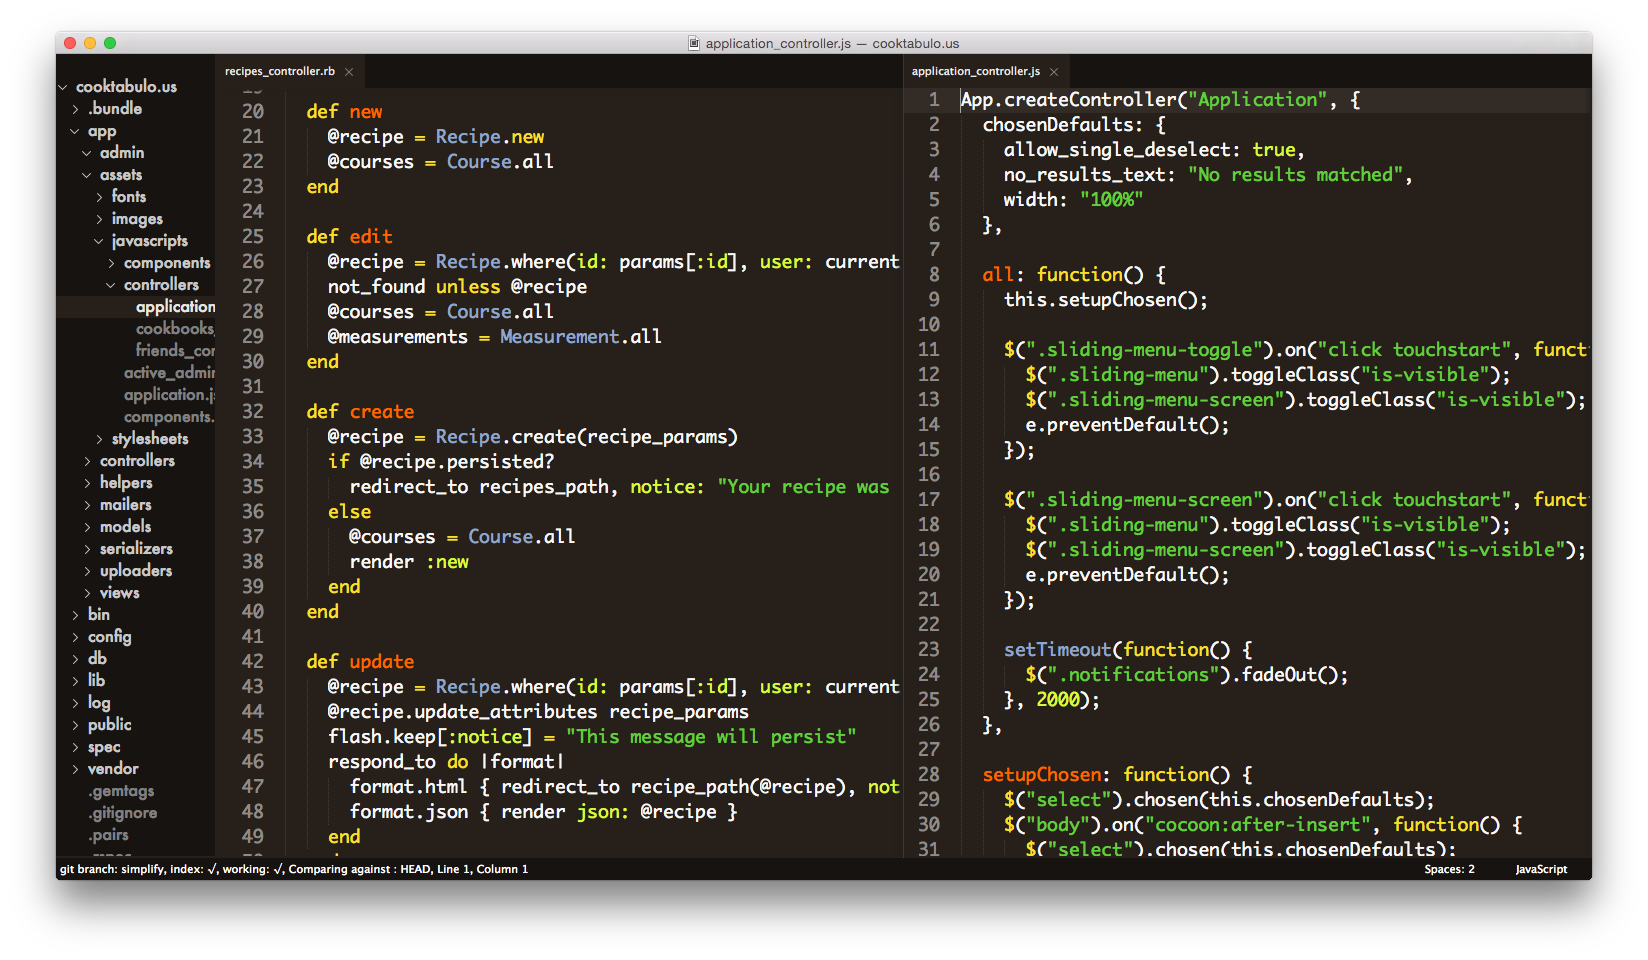 application_controller.js — cooktabulo.us
cooktabulo.us
.bundle
app
admin
assets
fonts
images
javascripts
components
controllers
application
cookbooks
friends_cor
active_admin
application.js
components.
stylesheets
controllers
helpers
mailers
models
serializers
uploaders
views
bin
config
db
lib
log
public
spec
vendor
.gemtags
.gitignore
.pairs
recipes_controller.rb ×
20 def new
21 @recipe = Recipe.new
22 @courses = Course.all
23 end
24
25 def edit
26 @recipe = Recipe.where(id: params[:id], user: current
27 not_found unless @recipe
28 @courses = Course.all
29 @measurements = Measurement.all
30 end
31
32 def create
33 @recipe = Recipe.create(recipe_params)
34 if @recipe.persisted?
35 redirect_to recipes_path, notice: "Your recipe was
36 else
37 @courses = Course.all
38 render :new
39 end
40 end
41
42 def update
43 @recipe = Recipe.where(id: params[:id], user: current
44 @recipe.update_attributes recipe_params
45 flash.keep[:notice] = "This message will persist"
46 respond_to do |format|
47 format.html { redirect_to recipe_path(@recipe), not
48 format.json { render json: @recipe }
49 end
application_controller.js ×
1 App.createController("Application", {
2 chosenDefaults: {
3 allow_single_deselect: true,
4 no_results_text: "No results matched",
5 width: "100%"
6 },
7
8 all: function() {
9 this.setupChosen();
10
11 $(".sliding-menu-toggle").on("click touchstart", funct
12 $(".sliding-menu").toggleClass("is-visible");
13 $(".sliding-menu-screen").toggleClass("is-visible");
14 e.preventDefault();
15 });
16
17 $(".sliding-menu-screen").on("click touchstart", funct
18 $(".sliding-menu").toggleClass("is-visible");
19 $(".sliding-menu-screen").toggleClass("is-visible");
20 e.preventDefault();
21 });
22
23 setTimeout(function() {
24 $(".notifications").fadeOut();
25 }, 2000);
26 },
27
28 setupChosen: function() {
29 $("select").chosen(this.chosenDefaults);
30 $("body").on("cocoon:after-insert", function() {
31 $("select").chosen(this.chosenDefaults);
git branch: simplify, index: √, working: √, Comparing against : HEAD, Line 1, Column 1
Spaces: 2
JavaScript